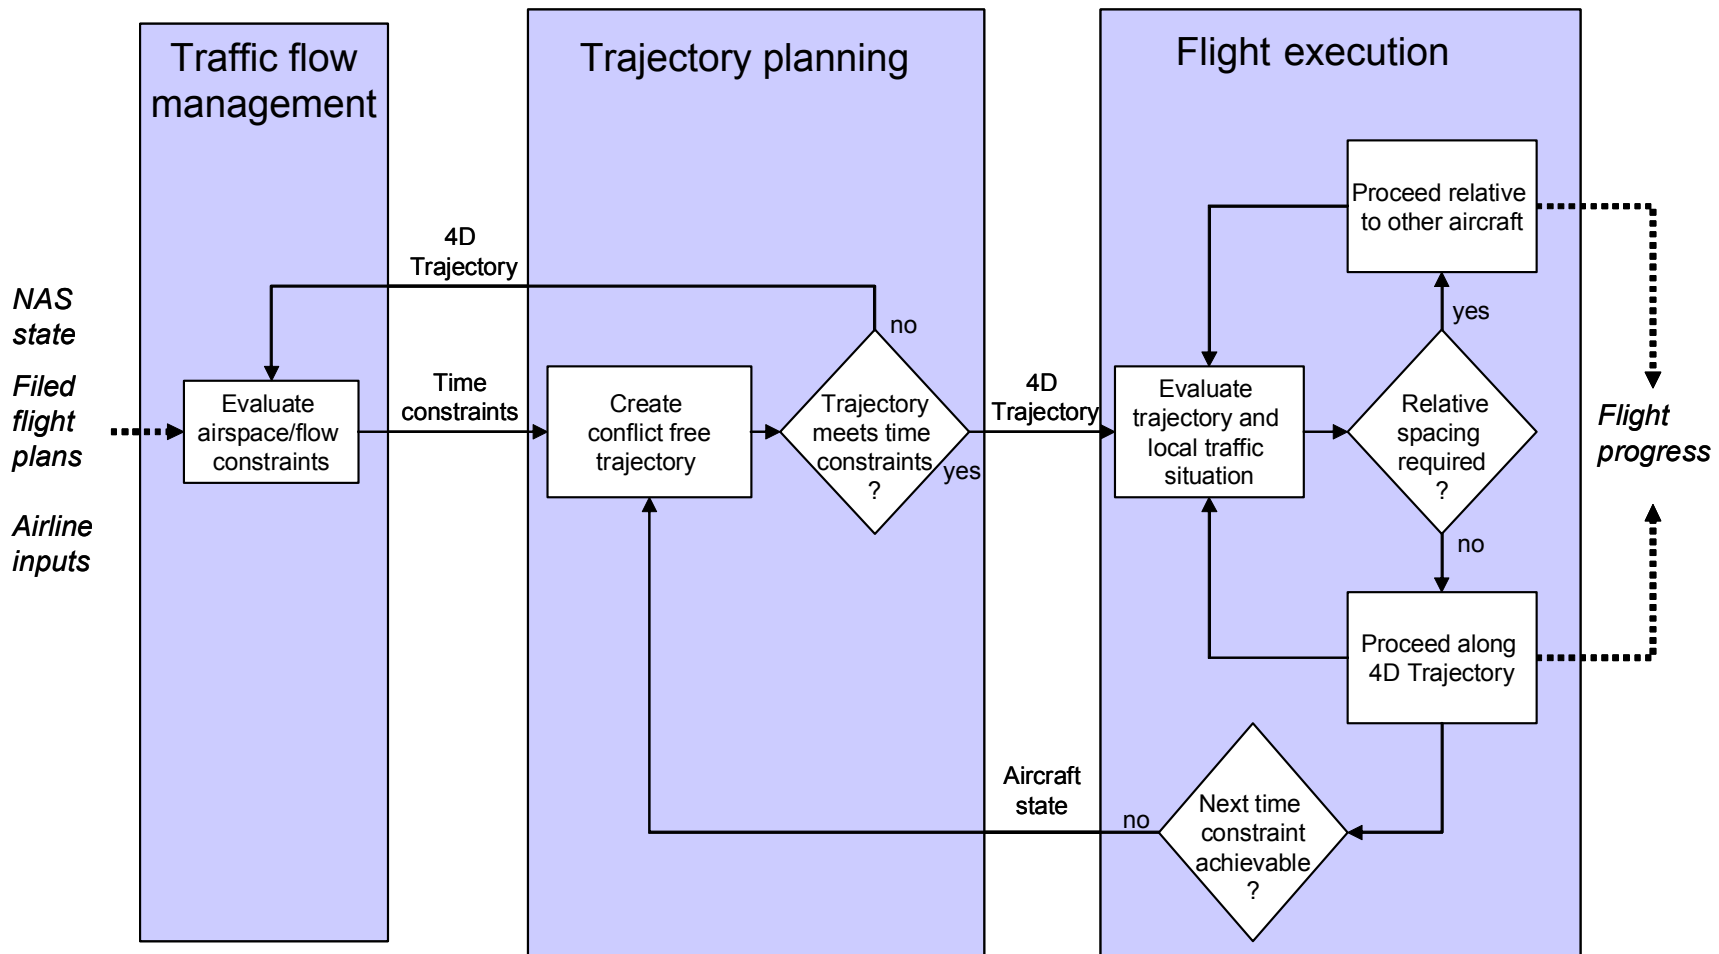 Traffic flow
management
Trajectory planning
Flight execution
NAS
state
Filed
flight
plans
Airline
inputs
Evaluate
airspace/flow
constraints
4D
Trajectory
Time
constraints
Create
conflict free
trajectory
no
Trajectory
meets time
constraints
?
yes
4D
Trajectory
Evaluate
trajectory and
local traffic
situation
Proceed relative
to other aircraft
yes
Relative
spacing
required
?
no
Proceed along
4D Trajectory
Flight
progress
Next time
constraint
achievable
?
no
Aircraft
state